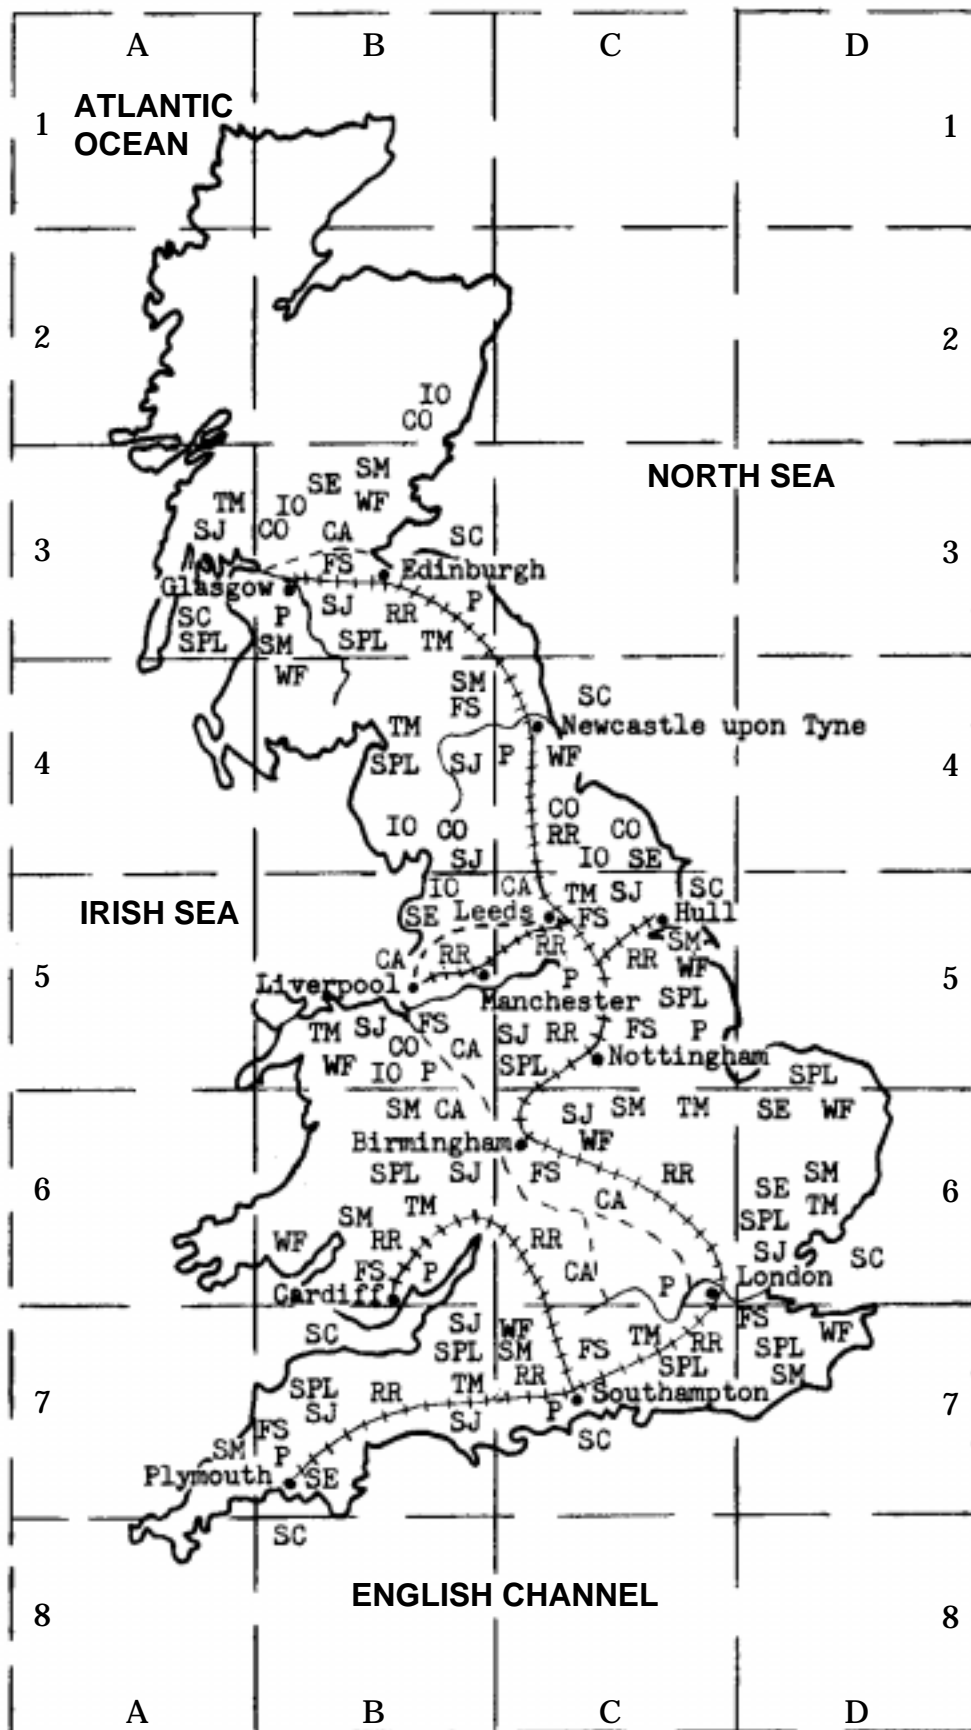 A B C D
1 ATLANTIC OCEAN 1
2 2
IO
CO
NORTH SEA
SM
SE
TM IO WF
SJ CO CA SC
3 FS 3
Glasgow Edinburgh
SC P SJ RR P
SPL SM SPL TM
WF
SM SC
FS
TM Newcastle upon Tyne
4 SPL SJ P WF 4
CO
IO CO RR CO
SJ IO SE
IO CA TM SJ SC
IRISH SEA SE Leeds FS Hull
RR RR SM
5 CA P RR WF 5
Liverpool Manchester SPL
TM SJ FS SJ RR FS P
CO CA SPL Nottingham
WF IO P SPL
SM CA SJ SM TM SE WF
Birmingham WF
SPL SJ FS RR SM
6 CA SE 6
SM TM SPL TM
WF RR RR SJ SC
FS P CA P London
Cardiff
SC SJ WF FS TM RR FS WF
SPL SM SPL SPL
SM
SPL RR TM RR Southampton
7 SJ SJ P 7
FS SC
SM P
Plymouth SE
SC
ENGLISH CHANNEL
8 8
A B C D